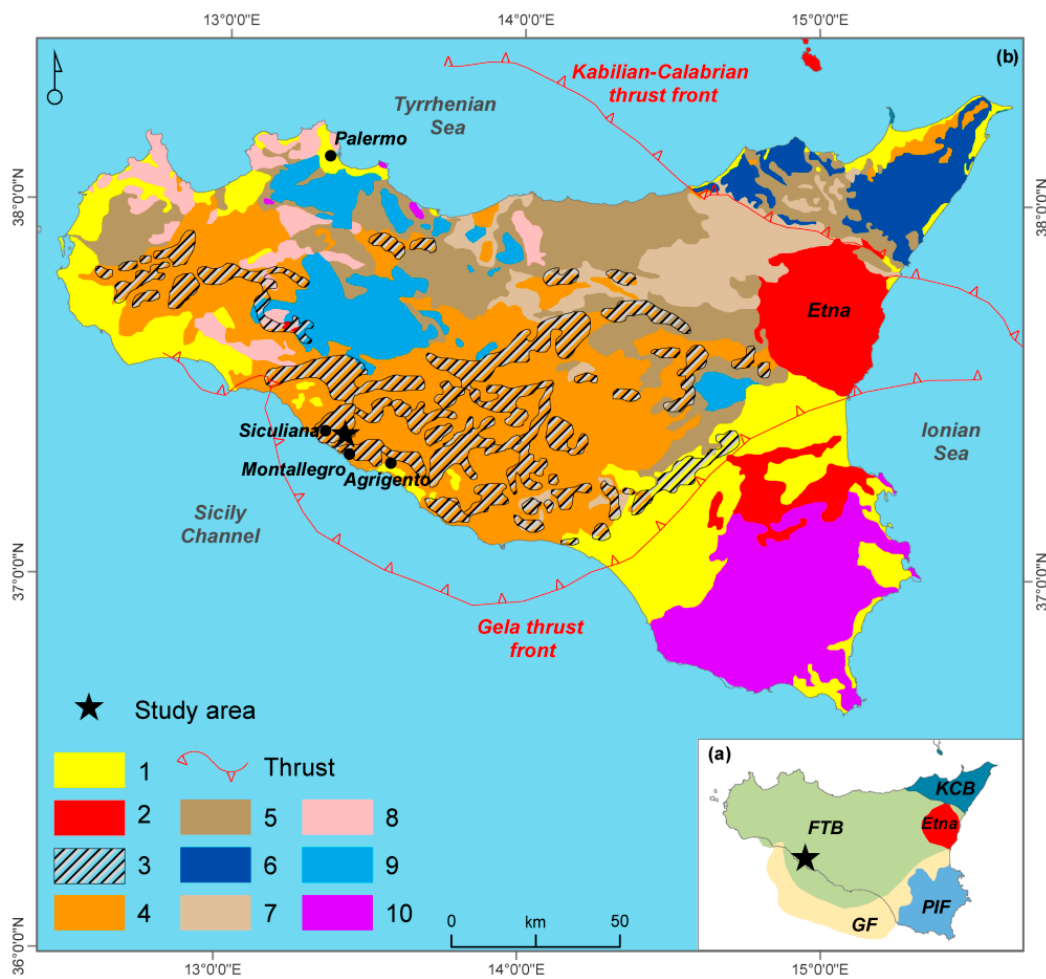 13°0'0"E
14°0'0"E
15°0'0"E
(b)
Kabilian-Calabrian
thrust front
Tyrrhenian
Sea
Palermo
38°0'0"N
38°0'0"N
Etna
Siculiana
Montallegro
Agrigento
Ionian
Sea
Sicily
Channel
37°0'0"N
37°0'0"N
Gela thrust
front
Study area
1
Thrust
2
5
8
3
6
9
4
7
10
0
km
50
(a)
KCB
FTB
Etna
PIF
GF
36°0'0"N
36°0'0"N
13°0'0"E
14°0'0"E
15°0'0"E